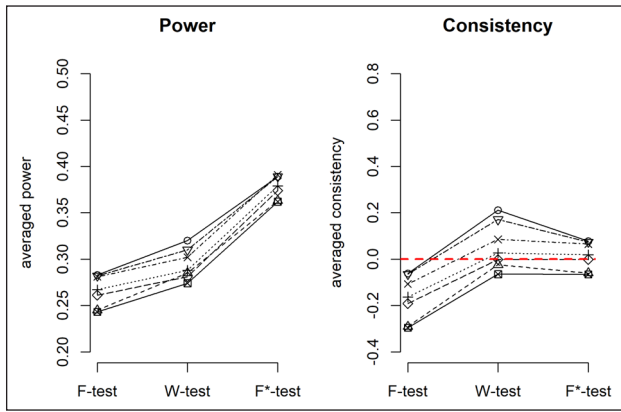 Power
averaged power
0.50
0.45
0.40
0.35
0.30
0.25
0.20
F-test W-test F*-test
Consistency
averaged consistency
0.8
0.6
0.4
0.2
0.0
-0.2
-0.4
F-test W-test F*-test